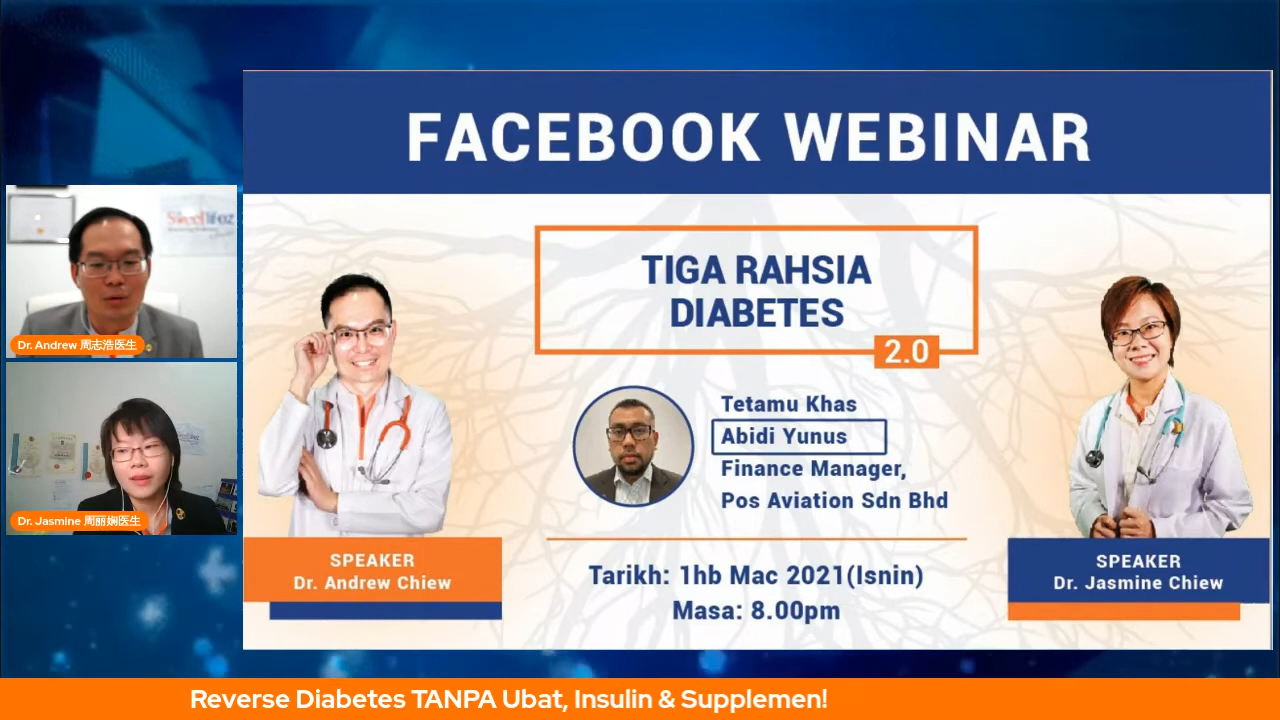 FACEBOOK WEBINAR
TIGA RAHSIA
DIABETES
2.0
Tetamu Khas
Abidi Yunus
Finance Manager,
Pos Aviation Sdn Bhd
Tarikh: 1hb Mac 2021(Isnin)
Masa: 8.00pm
SPEAKER
Dr. Andrew Chiew
SPEAKER
Dr. Jasmine Chiew
Dr. Andrew 周志浩医生
Dr. Jasmine 周丽娴医生
Reverse Diabetes TANPA Ubat, Insulin & Supplemen!